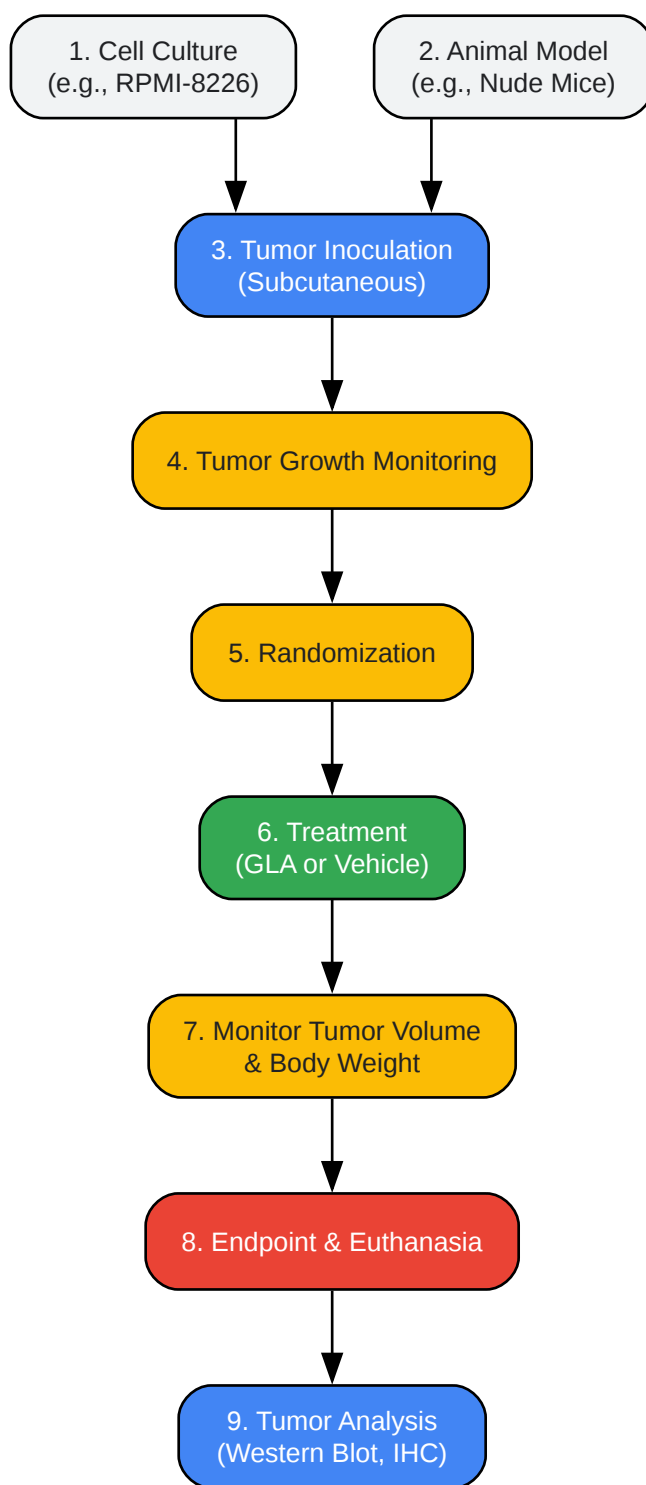 1. Cell Culture
(e.g., RPMI-8226)
2. Animal Model
(e.g., Nude Mice)
3. Tumor Inoculation
(Subcutaneous)
4. Tumor Growth Monitoring
5. Randomization
6. Treatment
(GLA or Vehicle)
7. Monitor Tumor Volume
& Body Weight
8. Endpoint & Euthanasia
9. Tumor Analysis
(Western Blot, IHC)